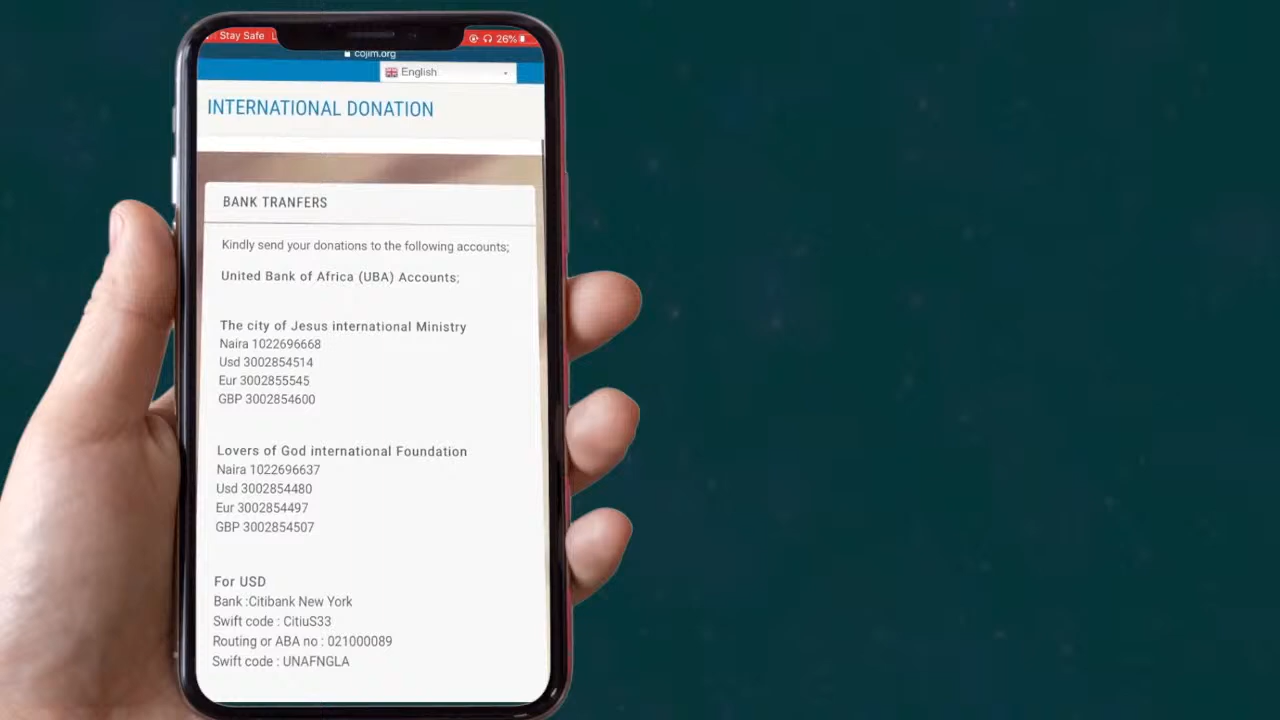 Stay Safe
26%
cojim.org
English
INTERNATIONAL DONATION
BANK TRANFERS
Kindly send your donations to the following accounts;
United Bank of Africa (UBA) Accounts;
The city of Jesus international Ministry
Naira 1022696668
Usd 3002854514
Eur 3002855545
GBP 3002854600
Lovers of God international Foundation
Naira 1022696637
Usd 3002854480
Eur 3002854497
GBP 3002854507
For USD
Bank :Citibank New York
Swift code : CitiuS33
Routing or ABA no : 021000089
Swift code : UNAFNGLA